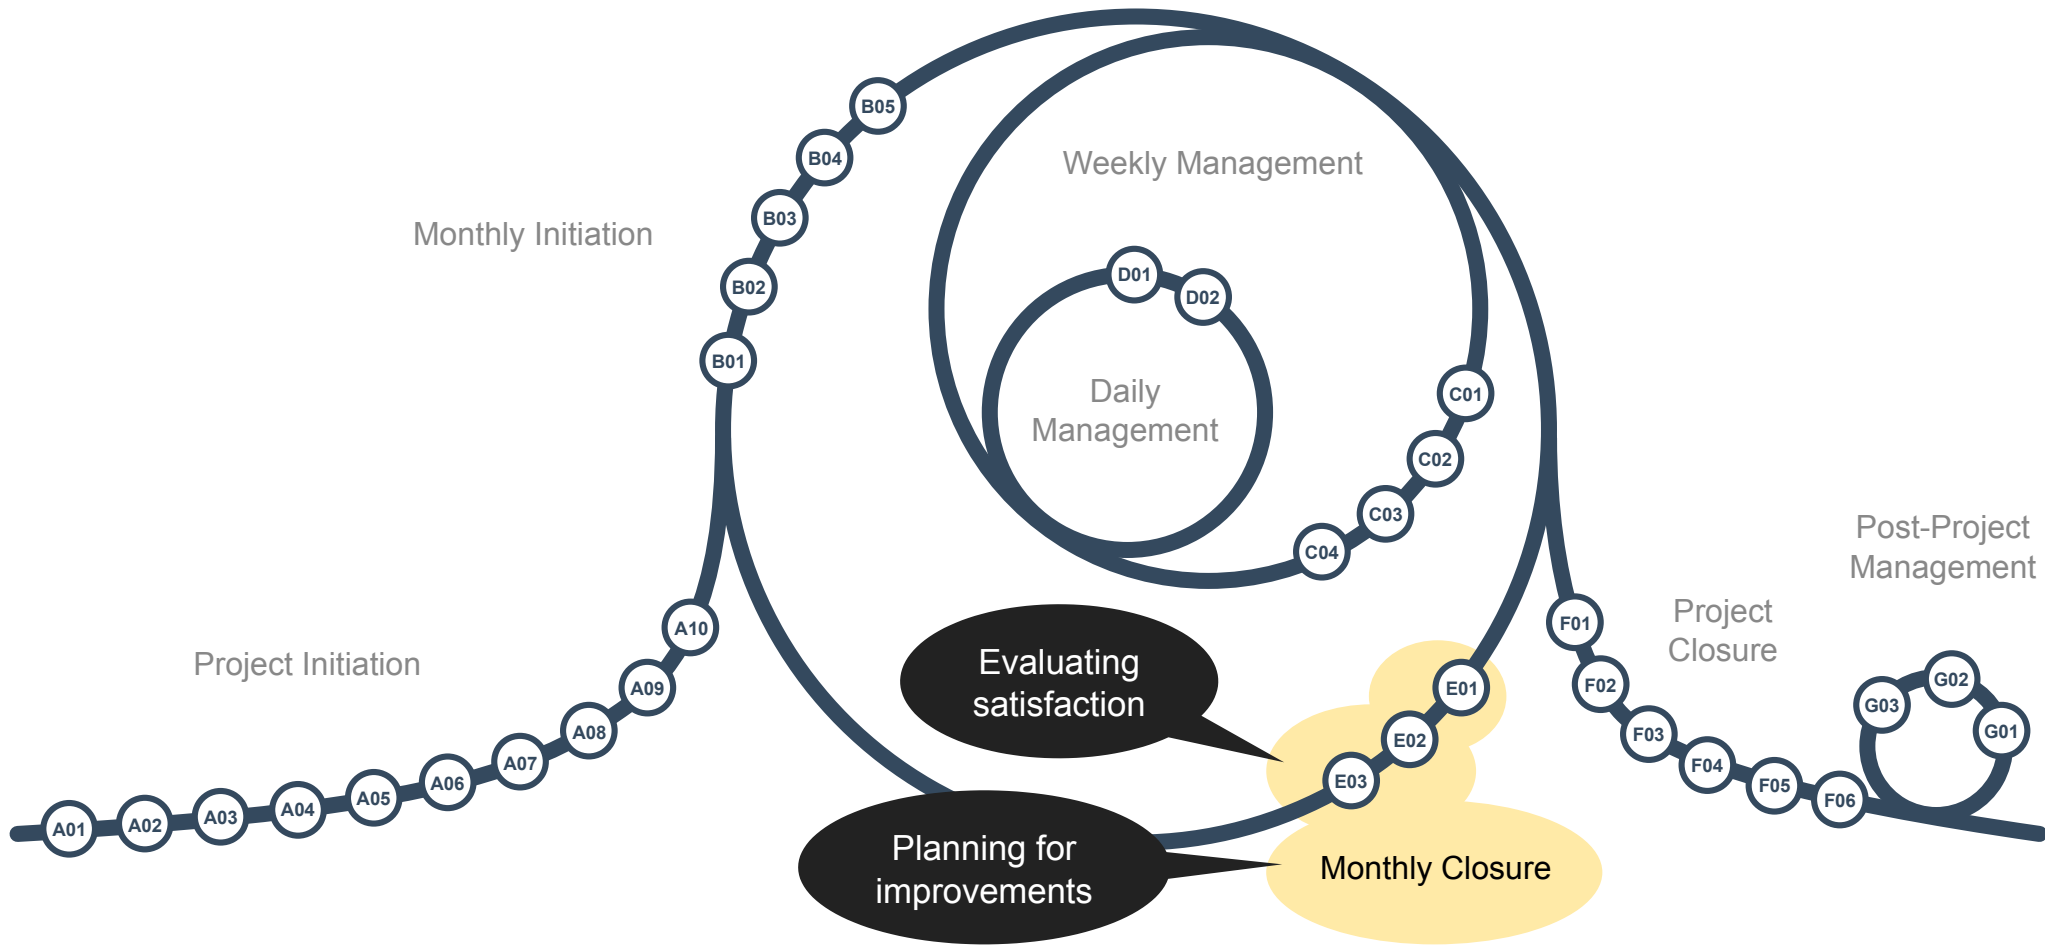 Project Initiation
A01
A02
A03
A04
A05
A06
A07
A08
A09
A10
Monthly Initiation
B01
B02
B03
B04
B05
Weekly Management
C01
C02
C03
C04
Daily
Management
D01
D02
Evaluating
satisfaction
Planning for
improvements
Monthly Closure
E01
E02
E03
Project
Closure
F01
F02
F03
F04
F05
F06
Post-Project
Management
G01
G02
G03